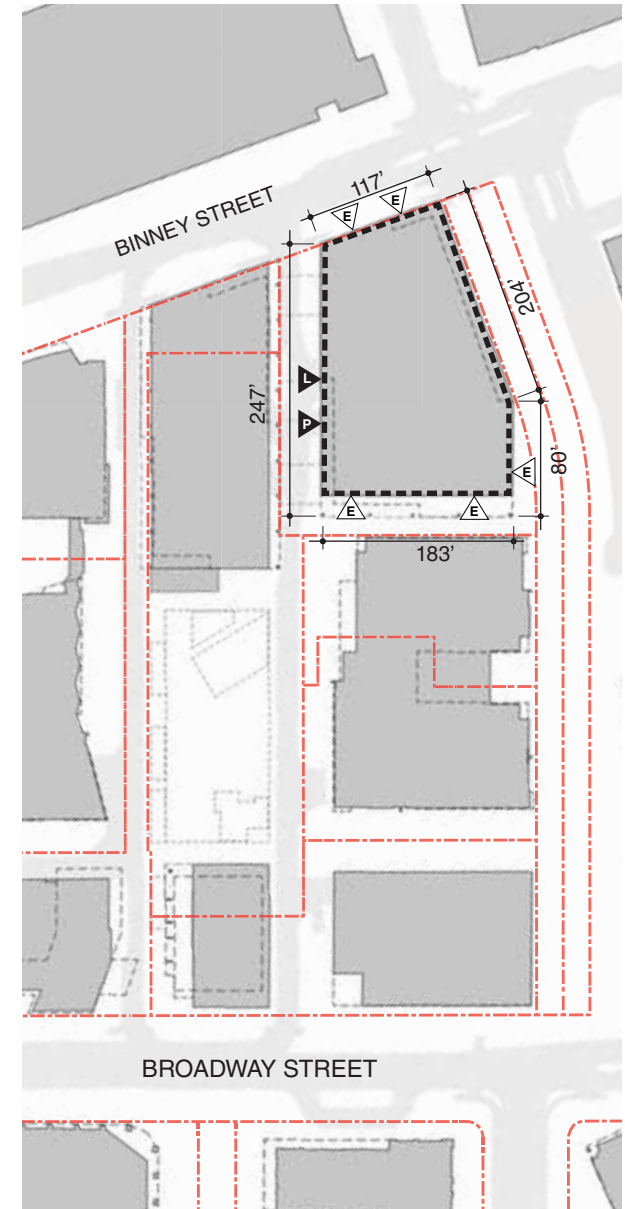 117'
E
E
BINNEY STREET
204'
L
247'
P
80'
E
E
E
183'
BROADWAY STREET